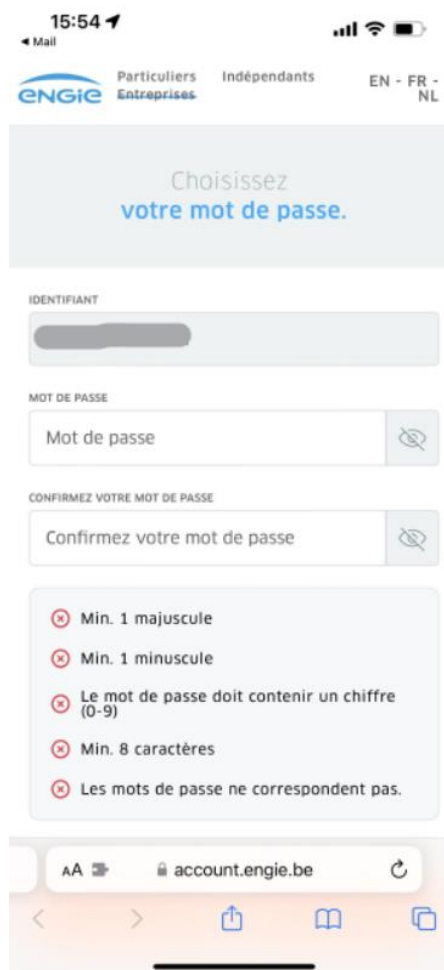 15:54
◀ Mail
ENGIE
Particuliers Indépendants
Entreprises
EN - FR -
NL
Choisissez
votre mot de passe.
IDENTIFIANT
MOT DE PASSE
Mot de passe
CONFIRMEZ VOTRE MOT DE PASSE
Confirmez votre mot de passe
Min. 1 majuscule
Min. 1 minuscule
Le mot de passe doit contenir un chiffre
(0-9)
Min. 8 caractères
Les mots de passe ne correspondent pas.
AA account.engie.be